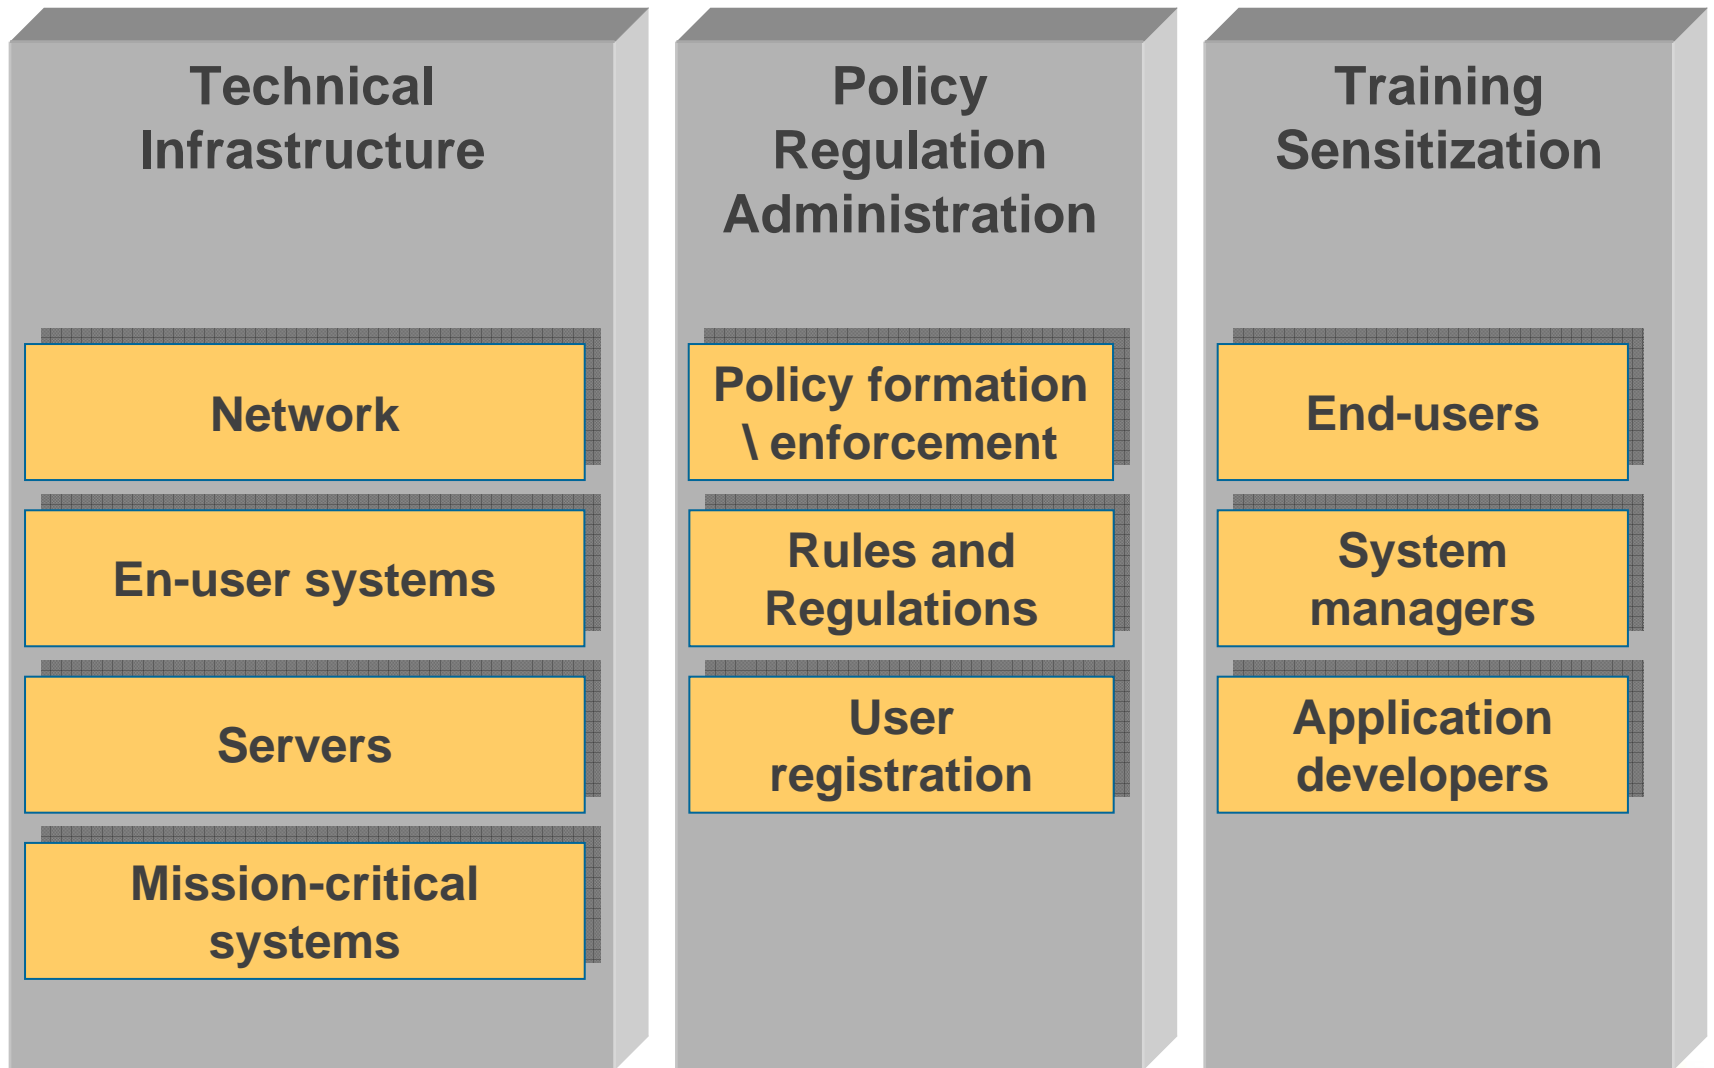 Technical
Infrastructure
Network
En-user systems
Servers
Mission-critical
systems
Policy
Regulation
Administration
Policy formation
\ enforcement
Rules and
Regulations
User
registration
Training
Sensitization
End-users
System
managers
Application
developers